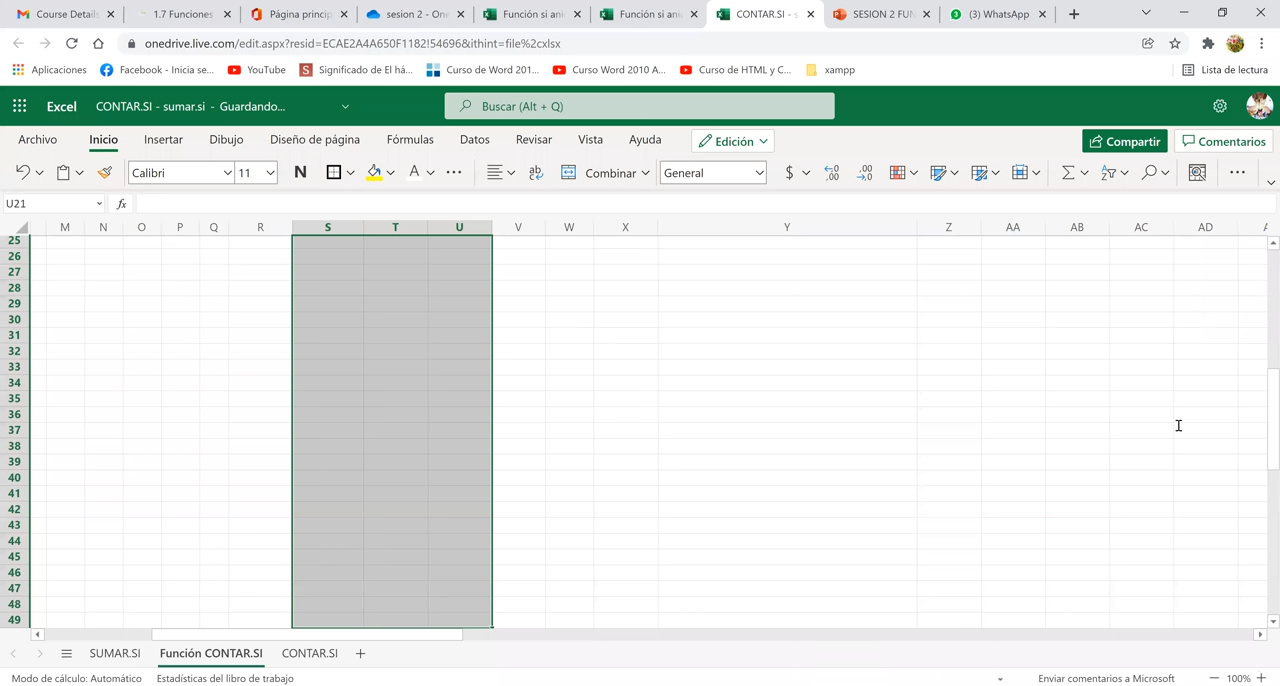 Course Details
1.7 Funciones
Página princip
sesion 2 - One
Función si ani
Función si ani
CONTAR.SI - s
SESION 2 FUN
(3) WhatsApp
onedrive.live.com/edit.aspx?resid=ECAE2A4A650F1182!54696&ithint=file%2cxlsx
Aplicaciones
Facebook - Inicia se...
YouTube
Significado de El há...
Curso de Word 201...
Curso Word 2010 A...
Curso de HTML y C...
xampp
Lista de lectura
Excel
CONTAR.SI - sumar.si - Guardando...
Buscar (Alt + Q)
Archivo Inicio Insertar Dibujo Diseño de página Fórmulas Datos Revisar Vista Ayuda
Edición
Compartir
Comentarios
Calibri 11 N A ab Combinar General $
U21 fx
M N O P Q R S T U V W X Y Z AA AB AC AD
25
26
27
28
29
30
31
32
33
34
35
36
37
38
39
40
41
42
43
44
45
46
47
48
49
SUMAR.SI Función CONTAR.SI CONTAR.SI
Modo de cálculo: Automático Estadísticas del libro de trabajo Enviar comentarios a Microsoft 100%